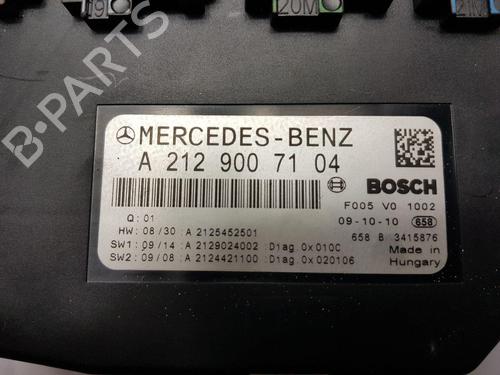 19
20M
21M
MERCEDES-BENZ
A 212 900 71 04
BOSCH
Q: 01
F005 V0 1002
HW: 08/30 A 2125452501
09-10-10 658
SW1: 09/14 A 2129024002 :Diag.0x010C
658 B 3415876
SW2: 09/08 A 2124421100 :Diag.0x020106
Made in
Hungary
B-PARTS